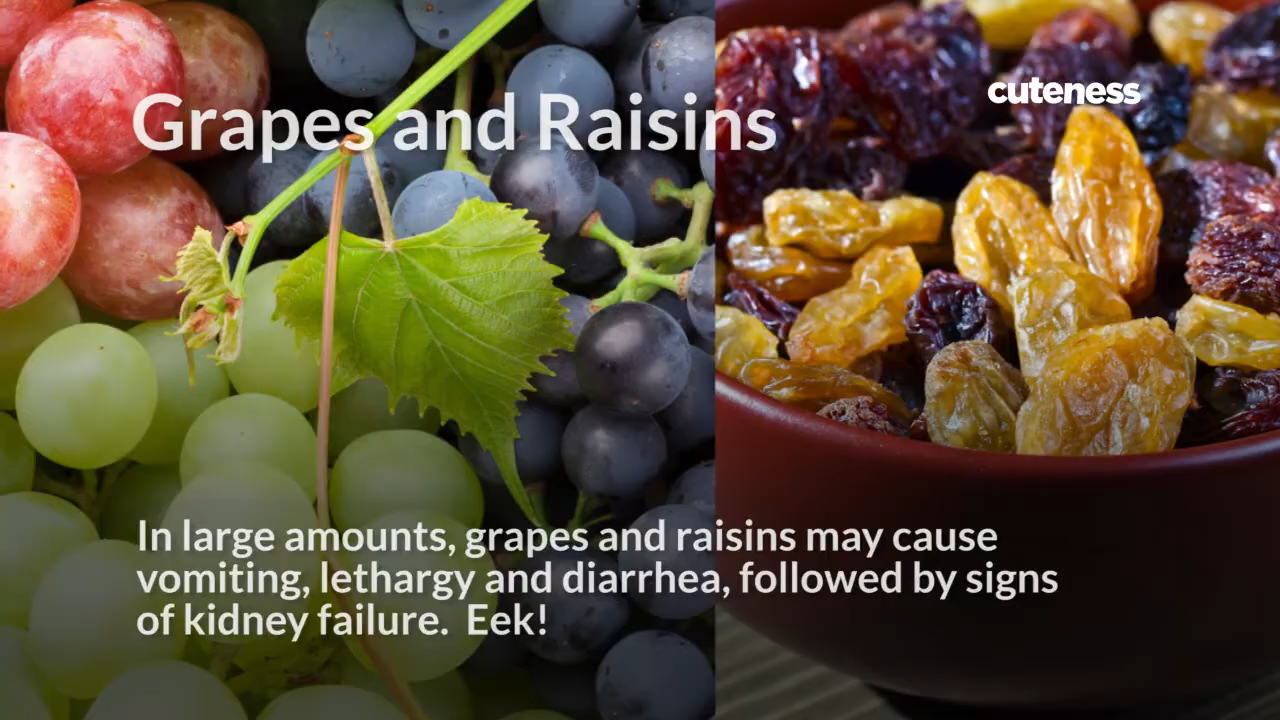 cuteness
Grapes and Raisins
In large amounts, grapes and raisins may cause
vomiting, lethargy and diarrhea, followed by signs
of kidney failure.  Eek!